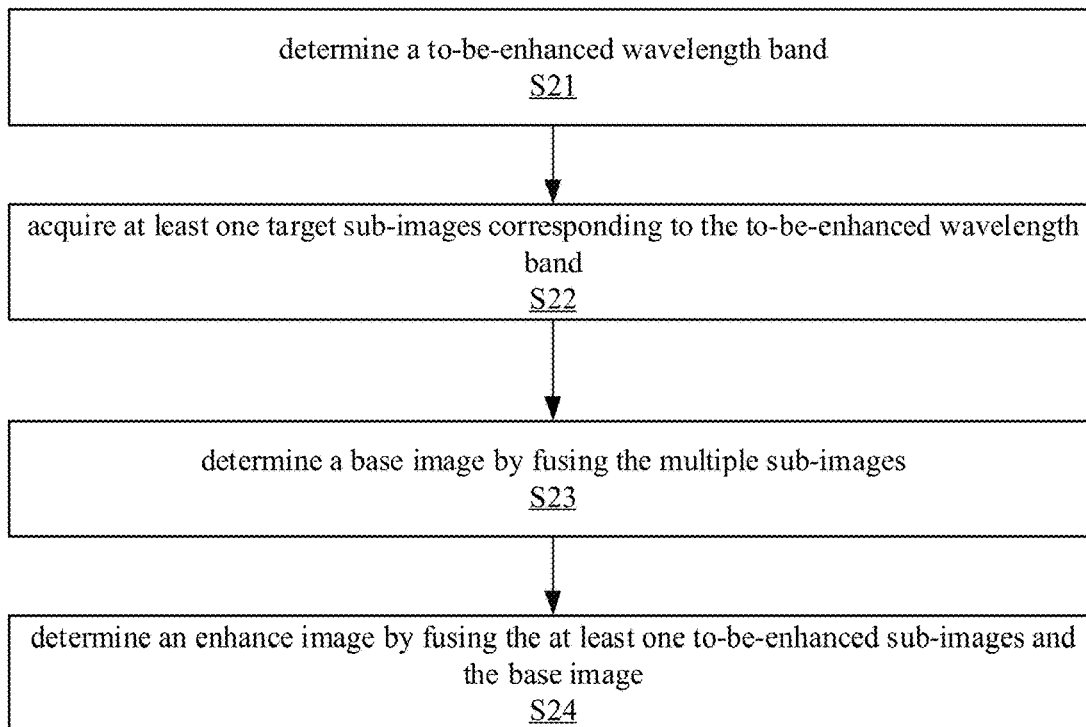 determine a to-be-enhanced wavelength band
S21
acquire at least one target sub-images corresponding to the to-be-enhanced wavelength
band
S22
determine a base image by fusing the multiple sub-images
S23
determine an enhance image by fusing the at least one to-be-enhanced sub-images and
the base image
S24